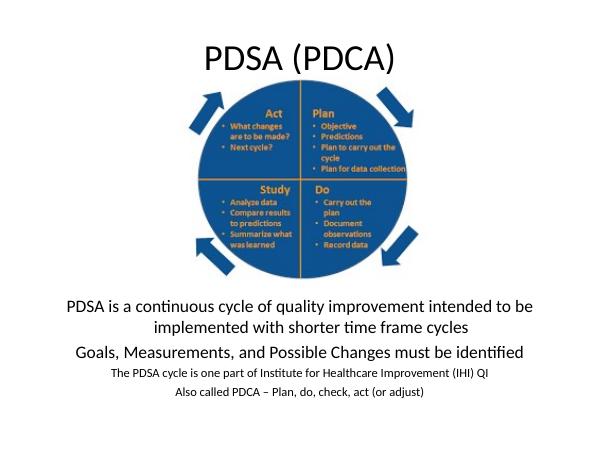 PDSA (PDCA)
Act
• What changes
are to be made?
• Next cycle?
Plan
• Objective
• Predictions
• Plan to carry out the
cycle
• Plan for data collection
Study
• Analyze data
• Compare results
to predictions
• Summarize what
was learned
Do
• Carry out the
plan
• Document
observations
• Record data
PDSA is a continuous cycle of quality improvement intended to be
implemented with shorter time frame cycles
Goals, Measurements, and Possible Changes must be identified
The PDSA cycle is one part of Institute for Healthcare Improvement (IHI) QI
Also called PDCA – Plan, do, check, act (or adjust)